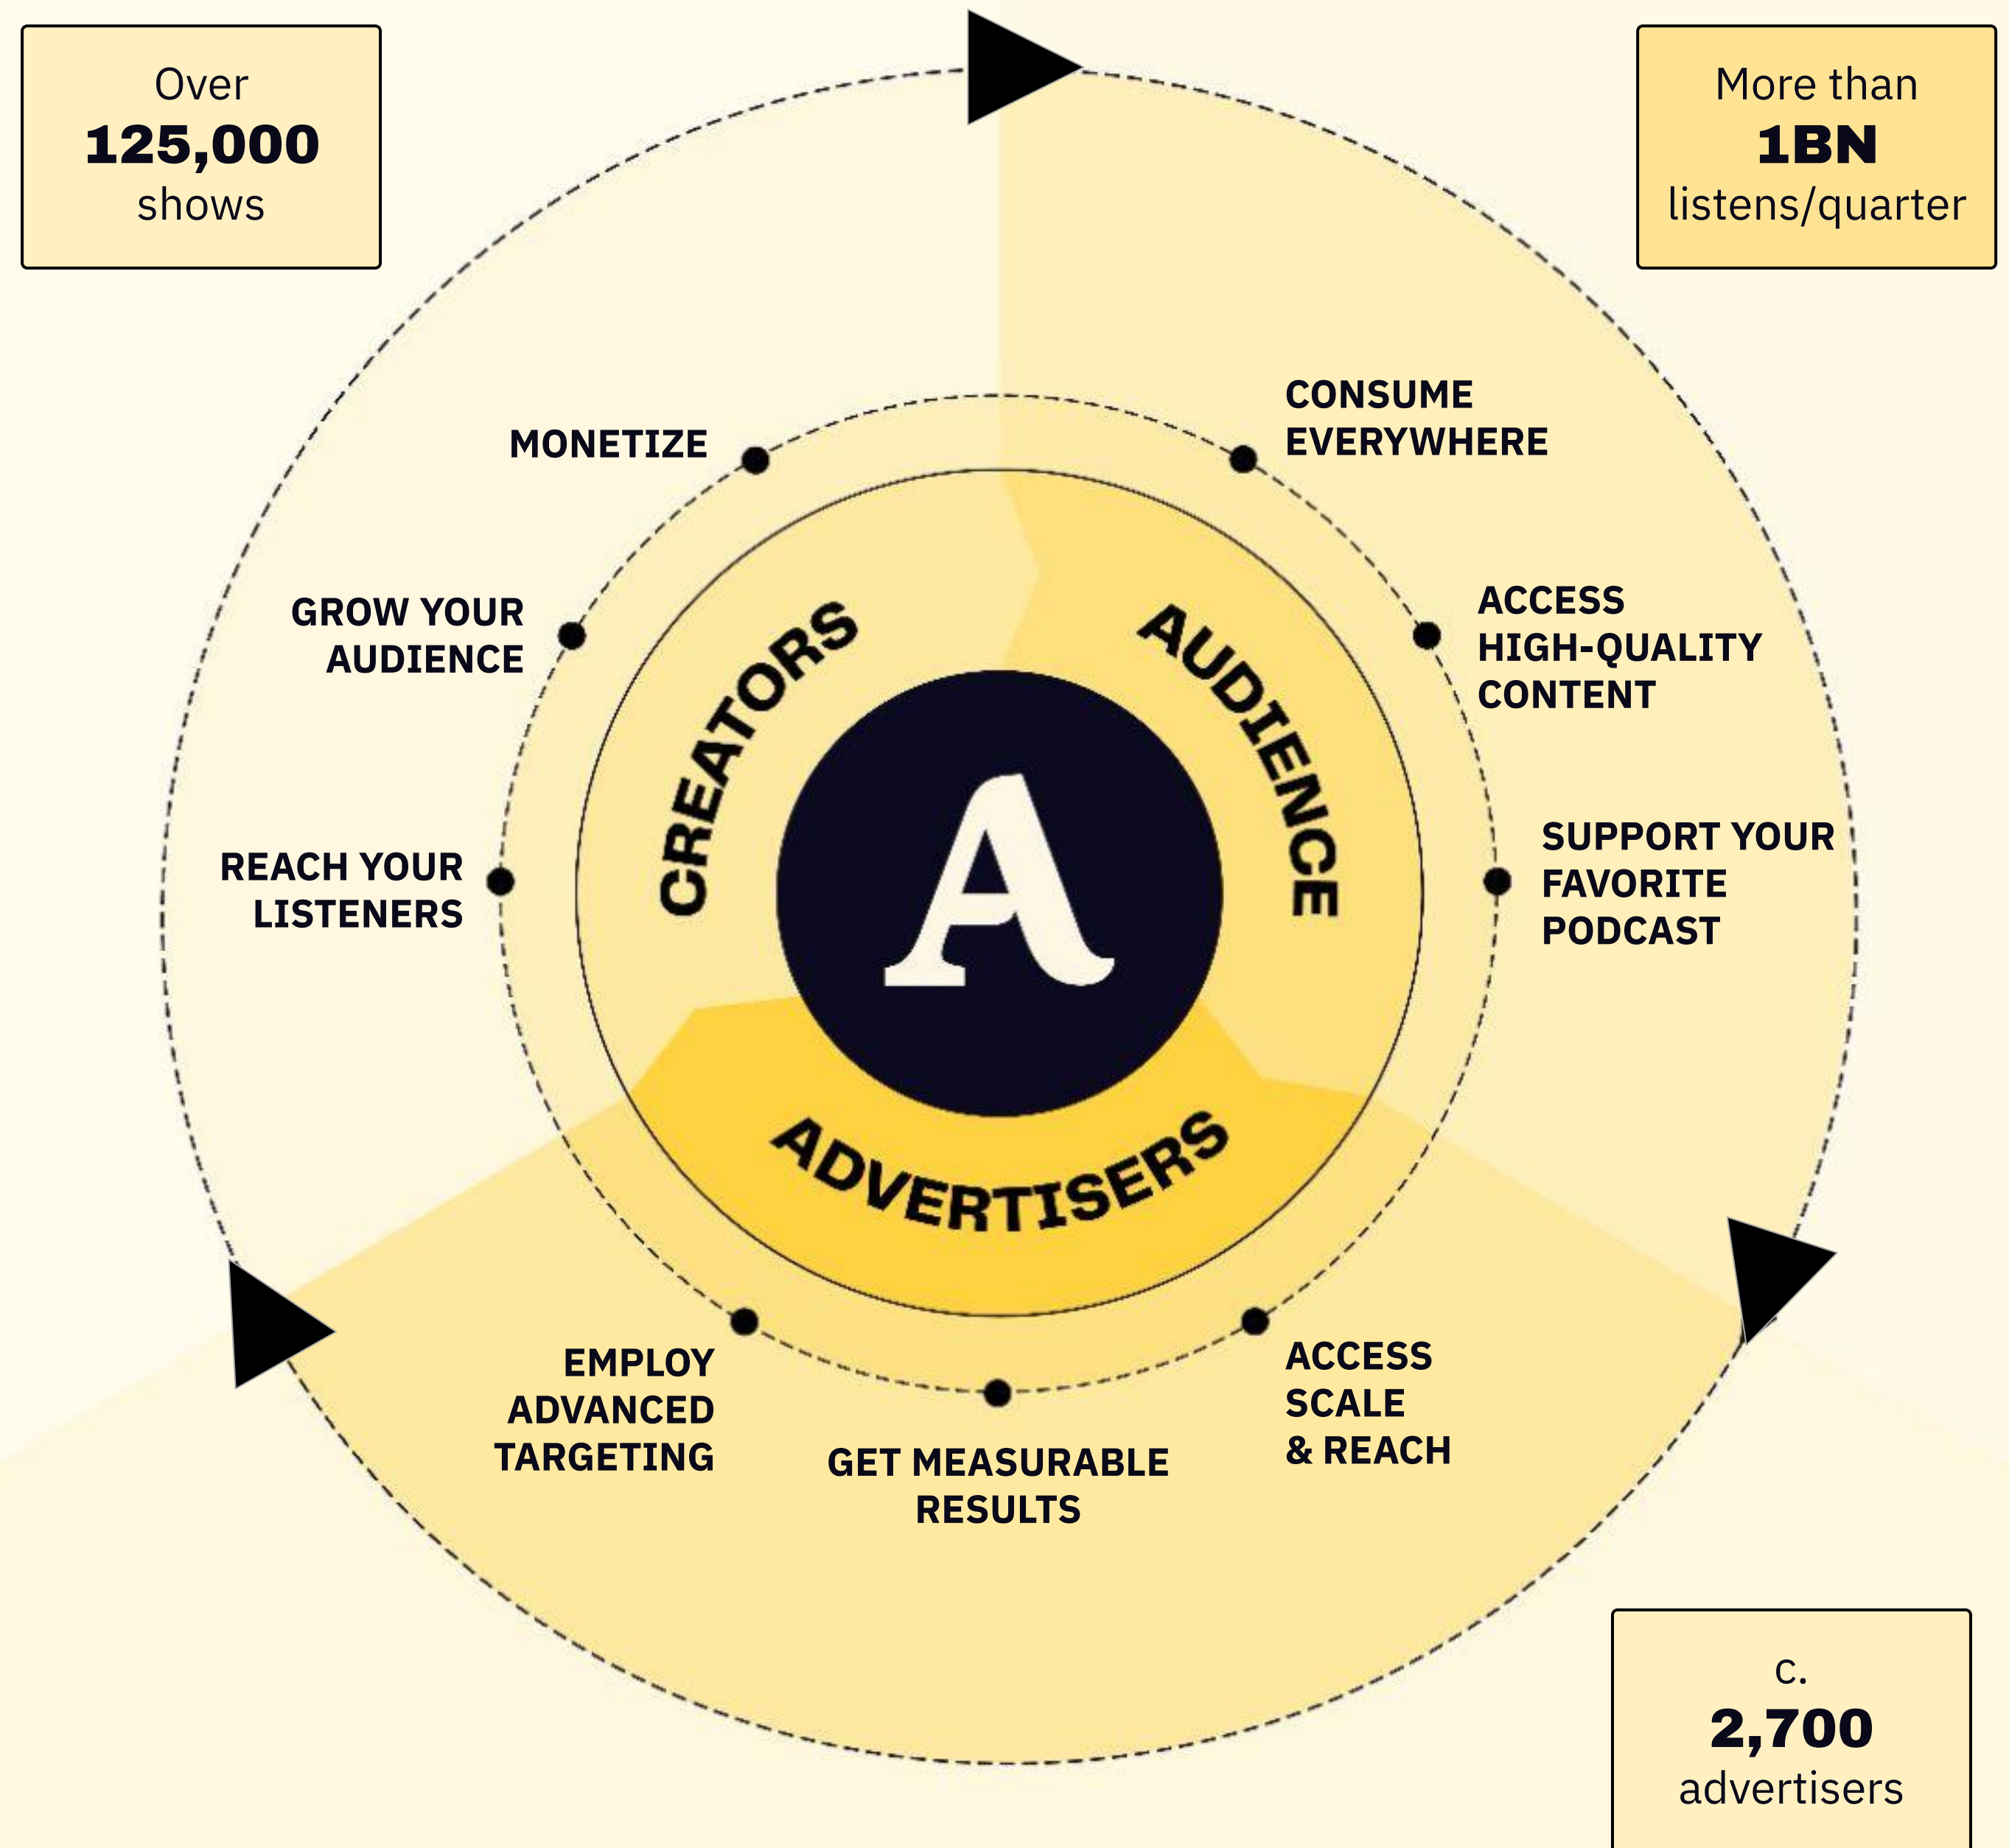 Over
125,000
shows
More than
1BN
listens/quarter
MONETIZE
GROW YOUR
AUDIENCE
REACH YOUR
LISTENERS
CONSUME
EVERYWHERE
ACCESS
HIGH-QUALITY
CONTENT
SUPPORT YOUR
FAVORITE
PODCAST
CREATORS
AUDIENCE
A
ADVERTISERS
EMPLOY
ADVANCED
TARGETING
GET MEASURABLE
RESULTS
ACCESS
SCALE
& REACH
c.
2,700
advertisers